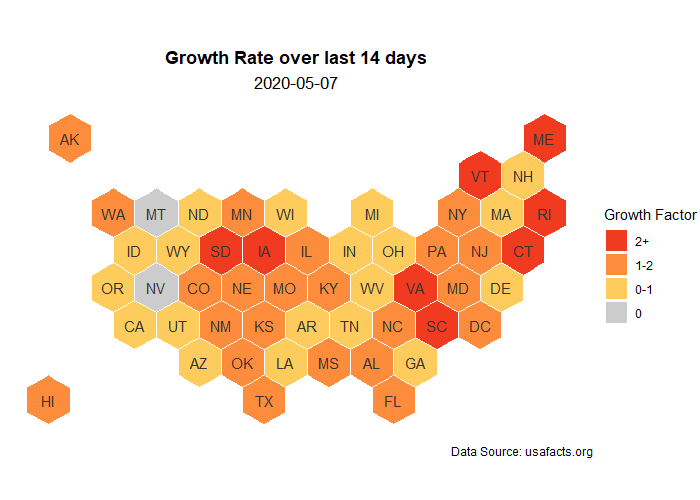 Growth Rate over last 14 days
2020-05-07
AK
ME
VT NH
WA MT ND MN WI MI NY MA RI
ID WY SD IA IL IN OH PA NJ CT
OR NV CO NE MO KY WV VA MD DE
CA UT NM KS AR TN NC SC DC
AZ OK LA MS AL GA
HI TX FL
Growth Factor
2+
1-2
0-1
0
Data Source: usafacts.org